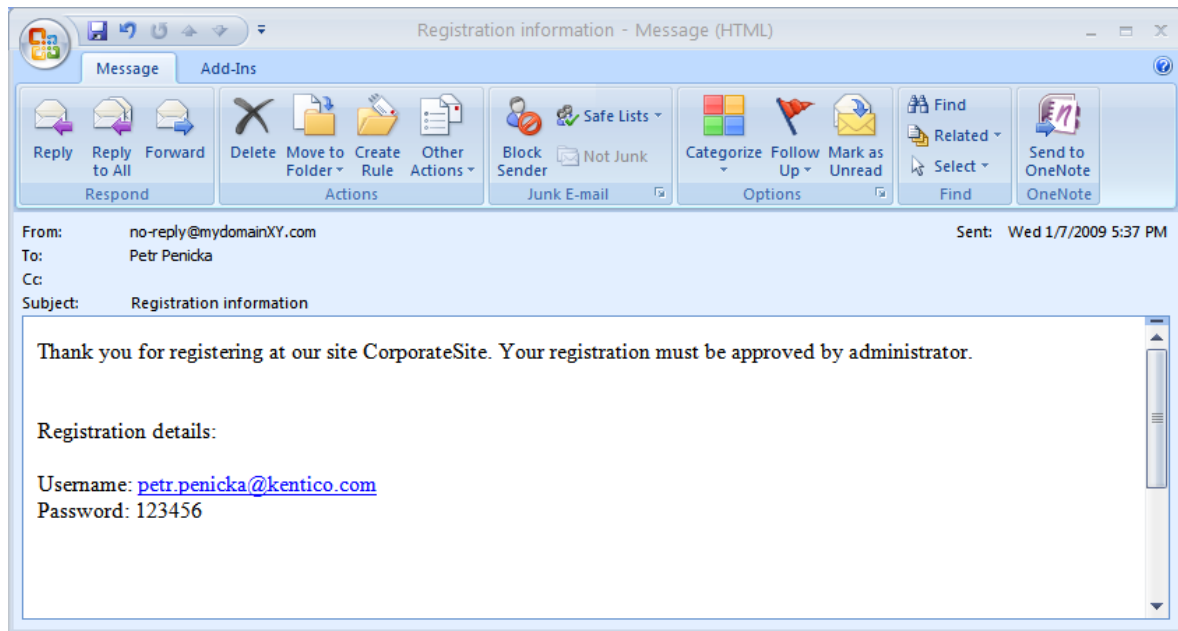 Registration information - Message (HTML)
Message Add-Ins
Reply Reply to All Forward
Respond
Delete Move to Folder Create Rule Other Actions
Actions
Block Sender Safe Lists Not Junk
Junk E-mail
Categorize Follow Up Mark as Unread
Options
Find Related Select
Find
Send to OneNote
OneNote
From: no-reply@mydomainXY.com Sent: Wed 1/7/2009 5:37 PM
To: Petr Penicka
Cc:
Subject: Registration information
Thank you for registering at our site CorporateSite. Your registration must be approved by administrator.
Registration details:
Username: petr.penicka@kentico.com
Password: 123456